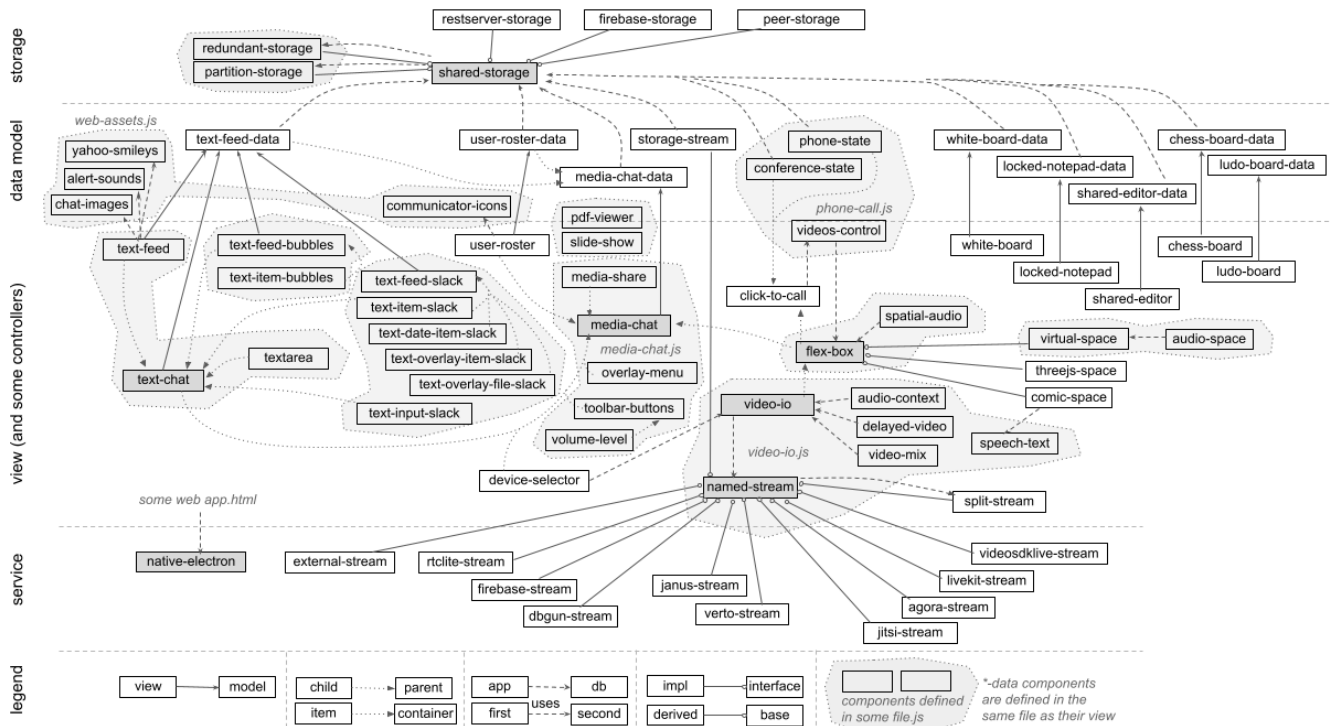 storage
restserver-storage
firebase-storage
peer-storage
redundant-storage
partition-storage
shared-storage
data model
web-assets.js
yahoo-smileys
alert-sounds
chat-images
text-feed-data
user-roster-data
storage-stream
media-chat-data
communicator-icons
phone-state
conference-state
phone-call.js
white-board-data
locked-notepad-data
shared-editor-data
chess-board-data
ludo-board-data
view (and some controllers)
text-feed
text-feed-bubbles
text-item-bubbles
text-feed-slack
text-item-slack
text-date-item-slack
text-overlay-item-slack
text-overlay-file-slack
text-input-slack
textarea
text-chat
user-roster
pdf-viewer
slide-show
media-share
media-chat
media-chat.js
overlay-menu
toolbar-buttons
volume-level
device-selector
videos-control
click-to-call
spatial-audio
flex-box
video-io
audio-context
delayed-video
video-mix
video-io.js
named-stream
split-stream
white-board
locked-notepad
shared-editor
chess-board
ludo-board
virtual-space
audio-space
threejs-space
comic-space
speech-text
some web app.html
service
native-electron
external-stream
rtclite-stream
firebase-stream
dbgun-stream
janus-stream
verto-stream
videosdklive-stream
livekit-stream
agora-stream
jitsi-stream
legend
view
model
child
parent
item
container
app
db
uses
first
second
impl
interface
derived
base
components defined
in some file.js
*-data components
are defined in the
same file as their view